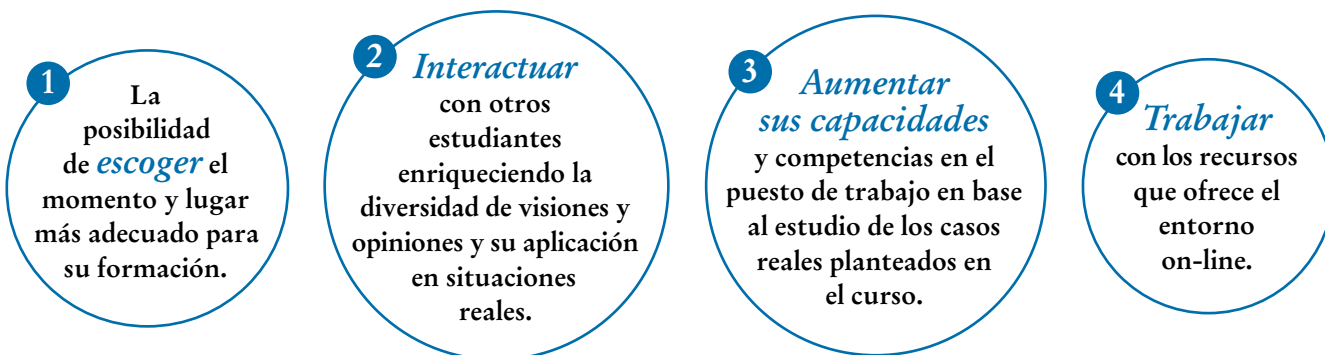 1
La
posibilidad
de escoger el
momento y lugar
más adecuado para
su formación.
2
Interactuar
con otros
estudiantes
enriqueciendo la
diversidad de visiones y
opiniones y su aplicación
en situaciones
reales.
3
Aumentar
sus capacidades
y competencias en el
puesto de trabajo en base
al estudio de los casos
reales planteados en
el curso.
4
Trabajar
con los recursos
que ofrece el
entorno
on-line.